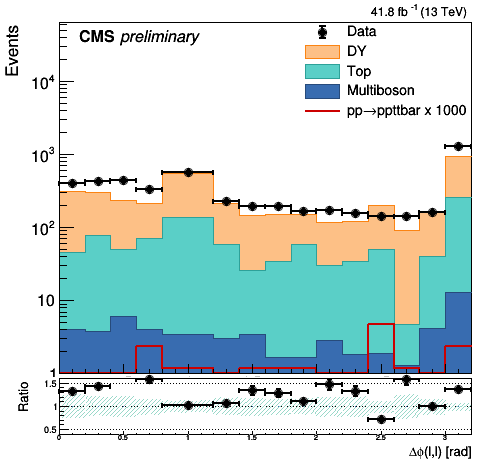 41.8 fb⁻¹ (13 TeV)
CMS preliminary
Data
DY
Top
Multiboson
pp→ppttbar x 1000
Events
10⁴
10³
10²
10
1
Ratio
1.5
1
0.5
0 0.5 1 1.5 2 2.5 3
Δϕ(l,l) [rad]